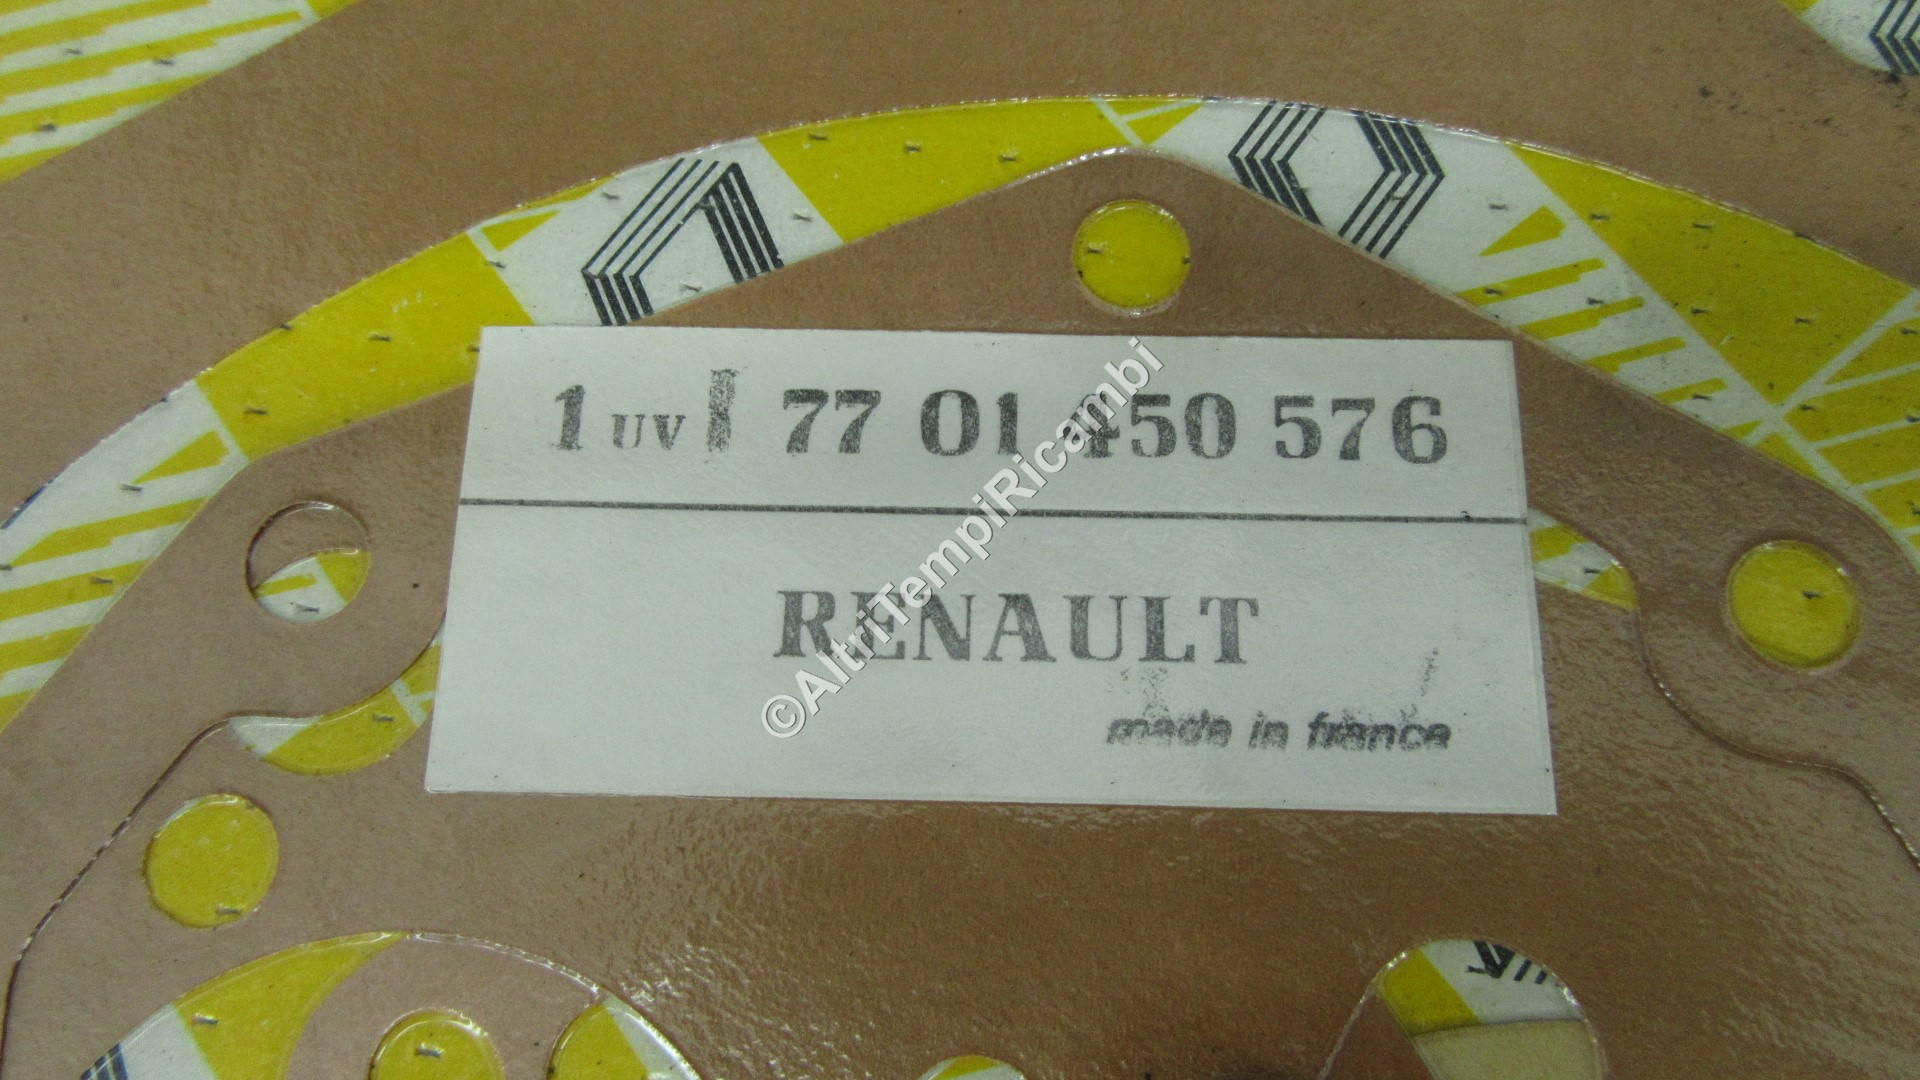 1 UV 77 01 450 576
RENAULT
made in france
©AltriTempiRicambi